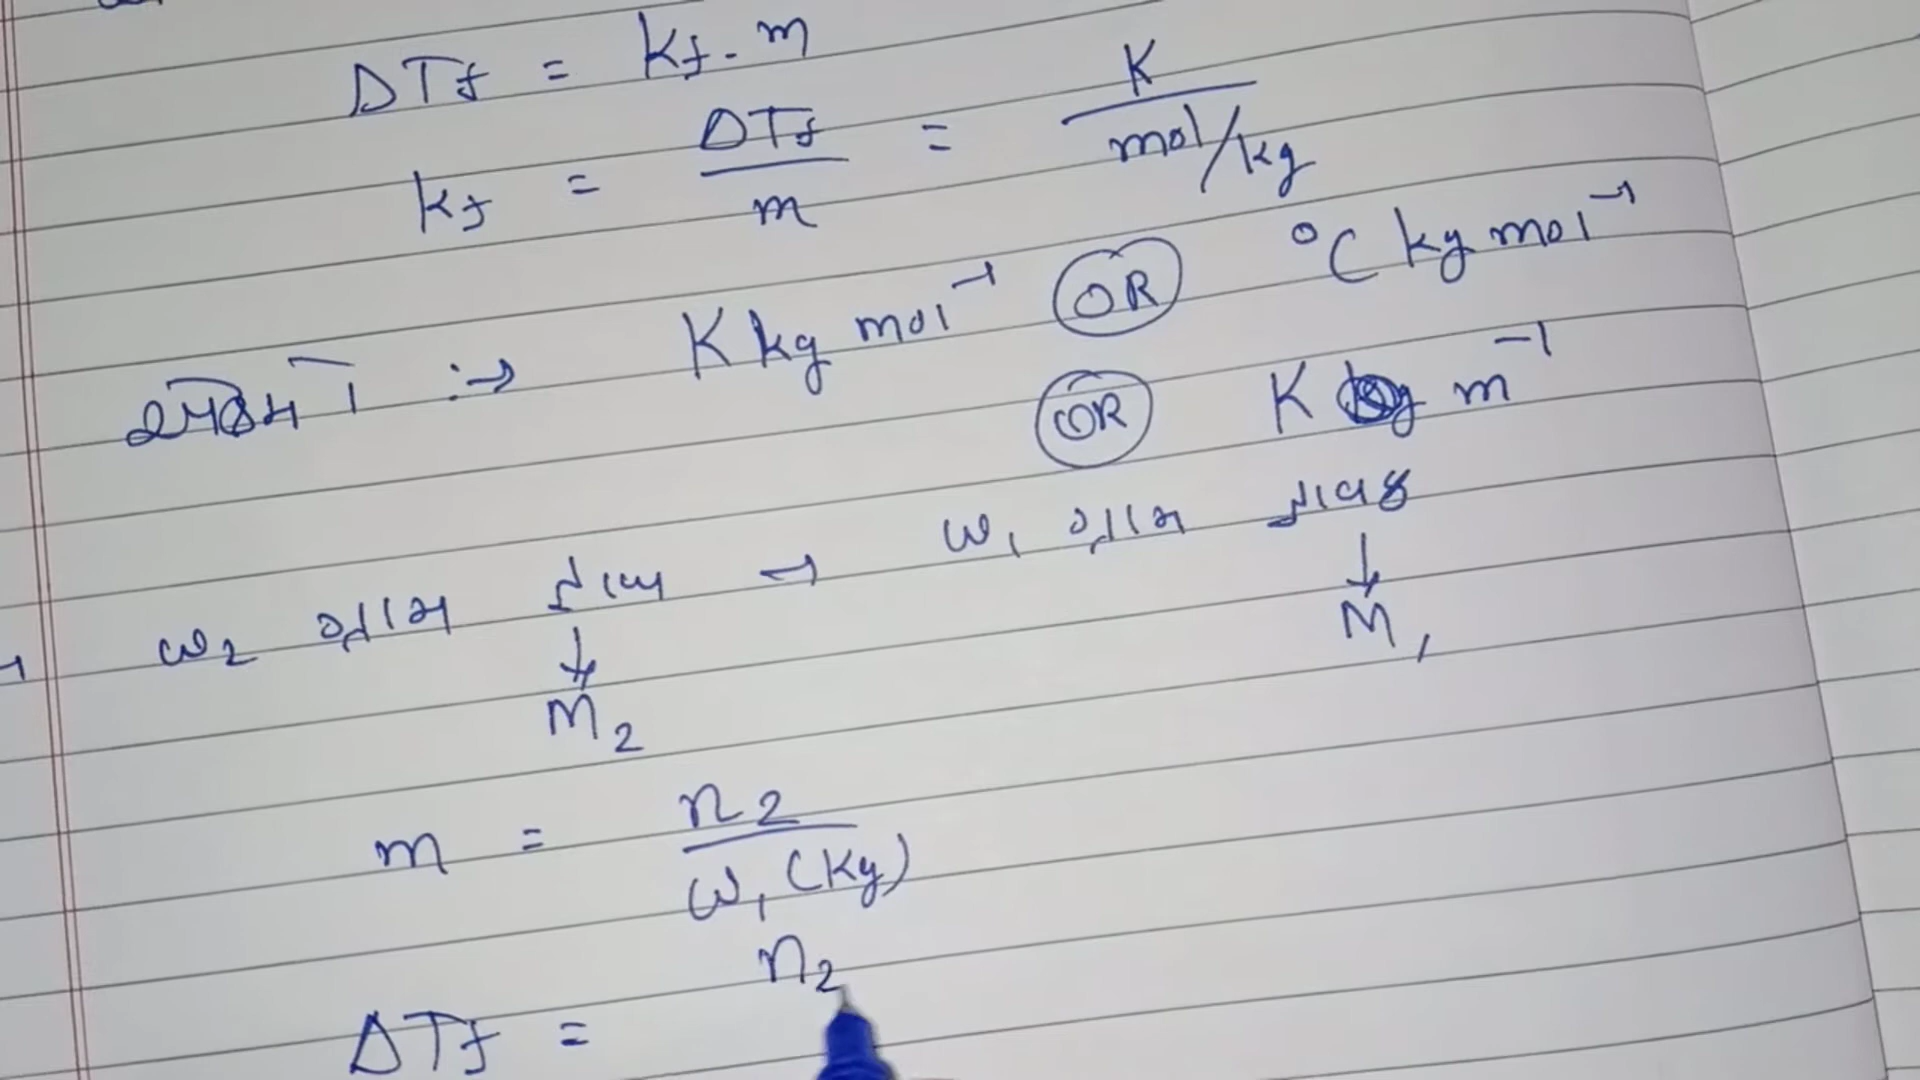 ΔTf = kf . m
kf = ΔTf / m = K / mol/kg
K kg mol⁻¹ OR °C kg mol⁻¹
OR K m⁻¹
w₂ ગ્રામ દ્રાવ્ય → w₁ ગ્રામ દ્રાવક
↓ M₂ ↓ M₁
m = n₂ / w₁ (kg)
ΔTf = n₂